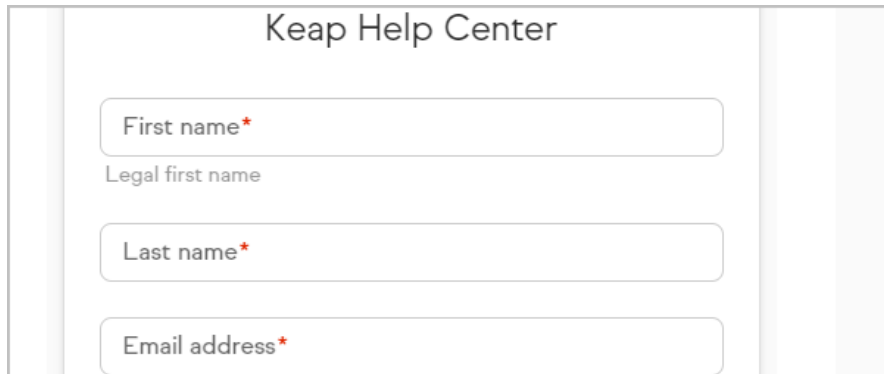 Keap Help Center
First name*
Legal first name
Last name*
Email address*